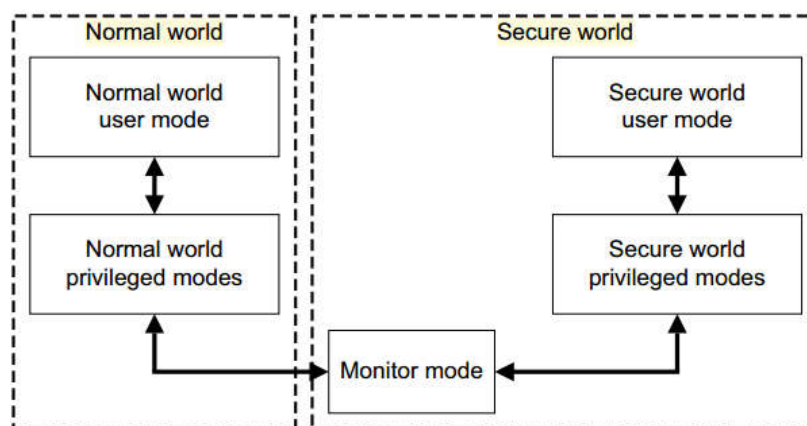 Normal world
Secure world
Normal world
user mode
Secure world
user mode
Normal world
privileged modes
Secure world
privileged modes
Monitor mode